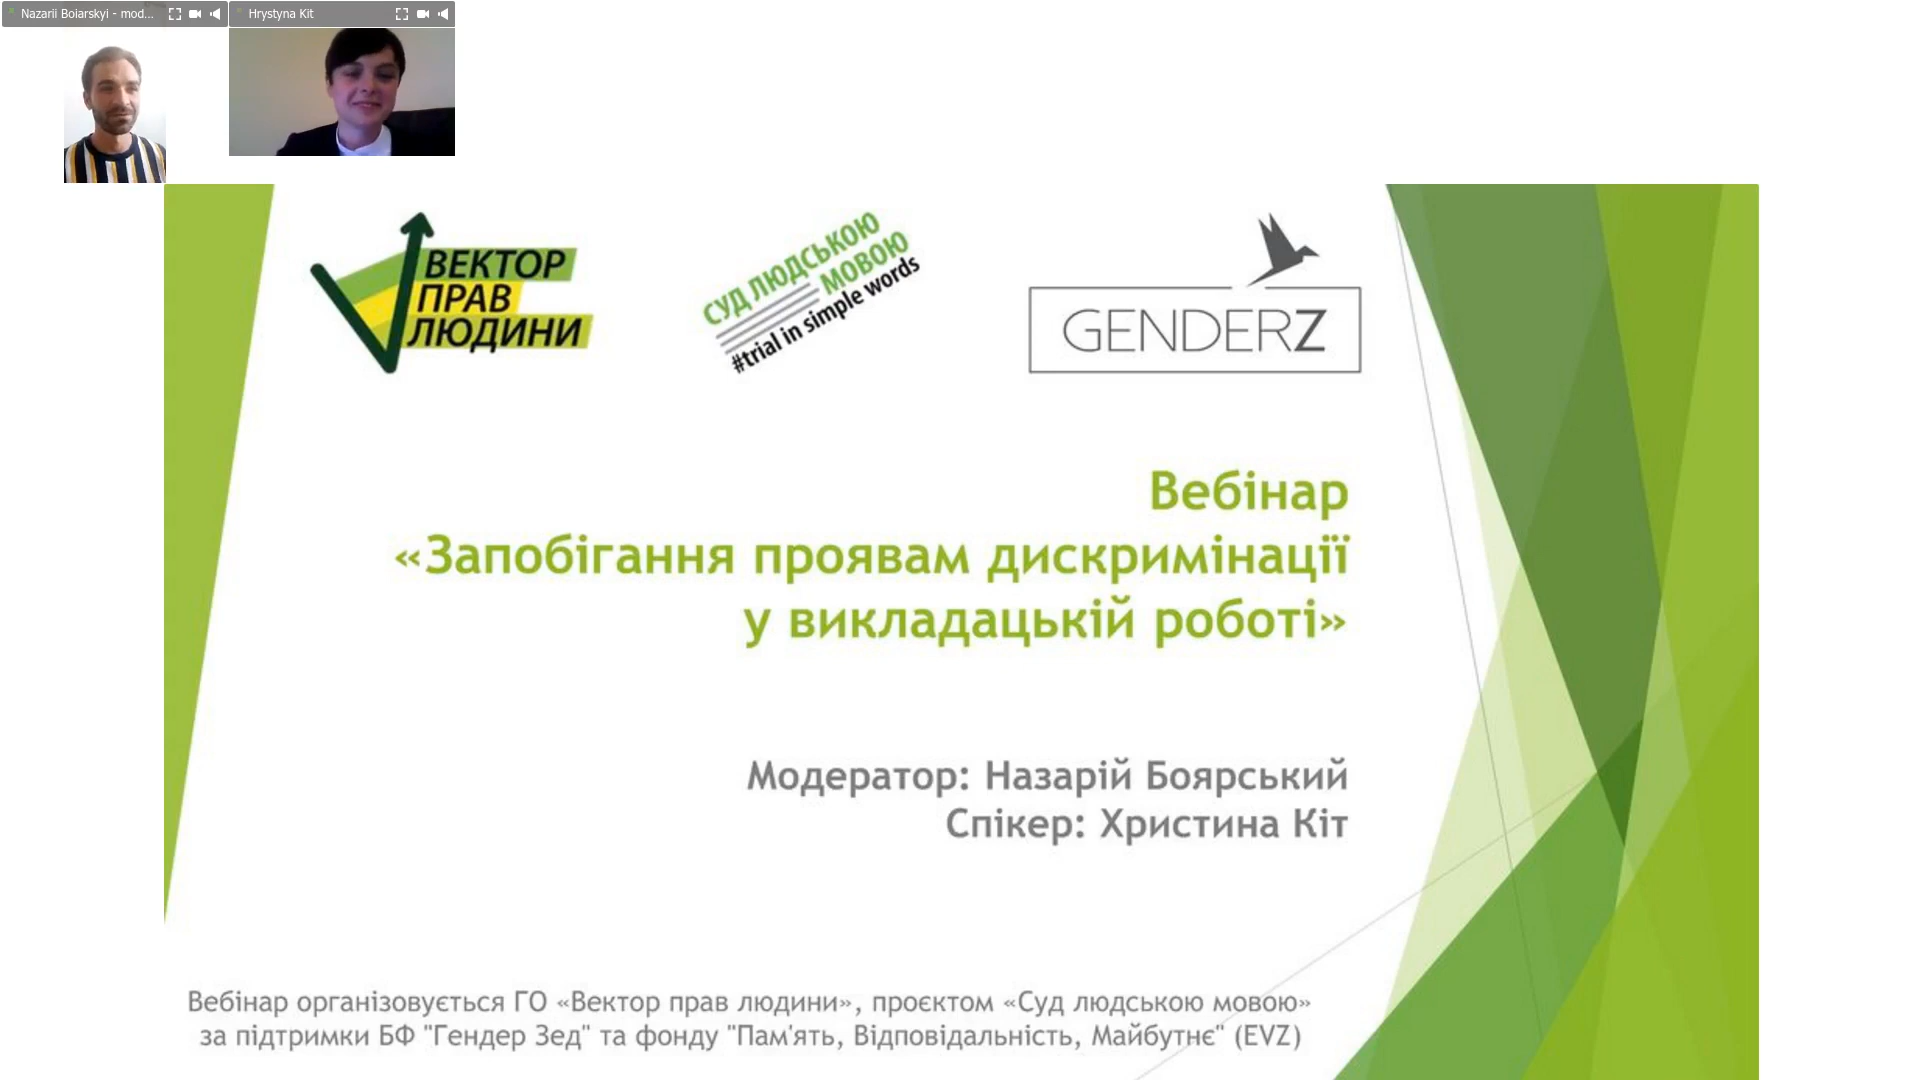 Nazarii Boiarskyi - mod...
Hrystyna Kit
ВЕКТОР
ПРАВ
ЛЮДИНИ
СУД ЛЮДСЬКОЮ
МОВОЮ
#trial in simple words
GENDERZ
Вебінар
«Запобігання проявам дискримінації
у викладацькій роботі»
Модератор: Назарій Боярський
Спікер: Христина Кіт
Вебінар організовується ГО «Вектор прав людини», проєктом «Суд людською мовою»
за підтримки БФ "Гендер Зед" та фонду "Пам'ять, Відповідальність, Майбутнє" (EVZ)